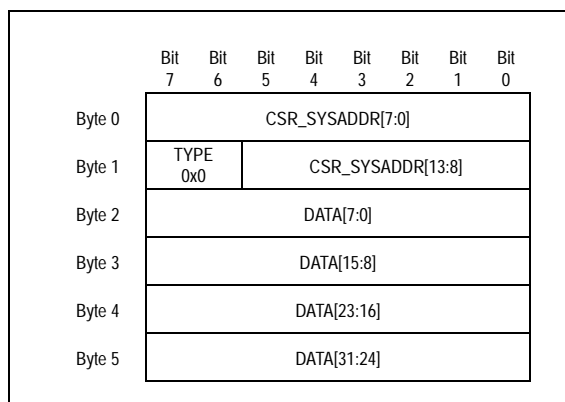 Bit Bit Bit Bit Bit Bit Bit Bit
7 6 5 4 3 2 1 0
Byte 0 CSR_SYSADDR[7:0]
Byte 1 TYPE 0x0 CSR_SYSADDR[13:8]
Byte 2 DATA[7:0]
Byte 3 DATA[15:8]
Byte 4 DATA[23:16]
Byte 5 DATA[31:24]